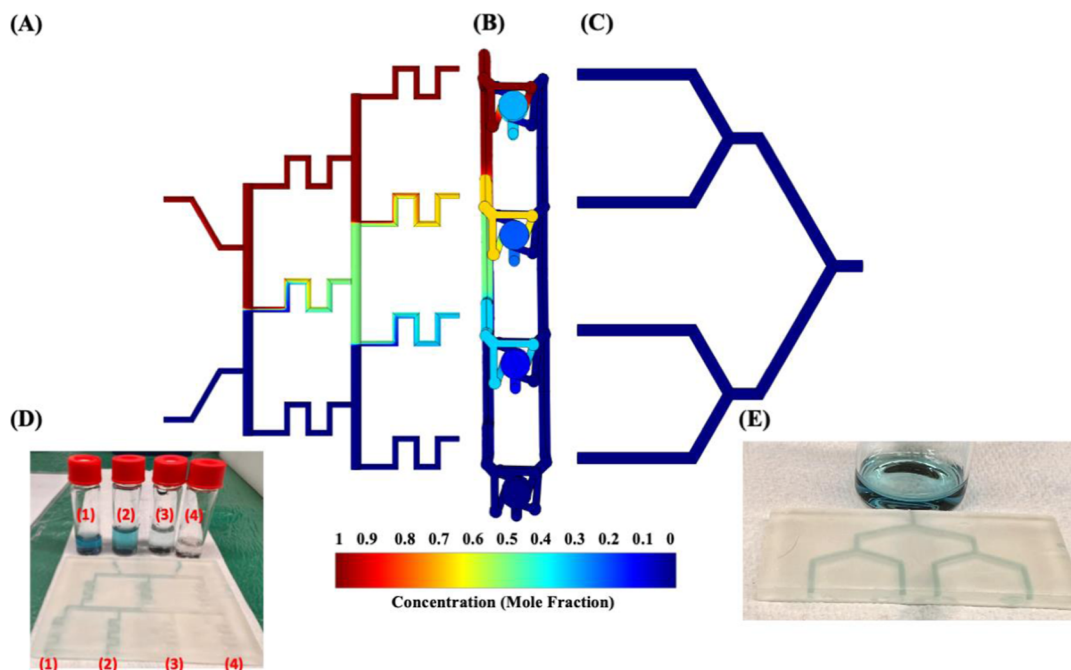 (A)
(B)
(C)
(D)
(E)
(1)
(2)
(3)
(4)
1 0.9 0.8 0.7 0.6 0.5 0.4 0.3 0.2 0.1 0
Concentration (Mole Fraction)
(1)
(2)
(3)
(4)